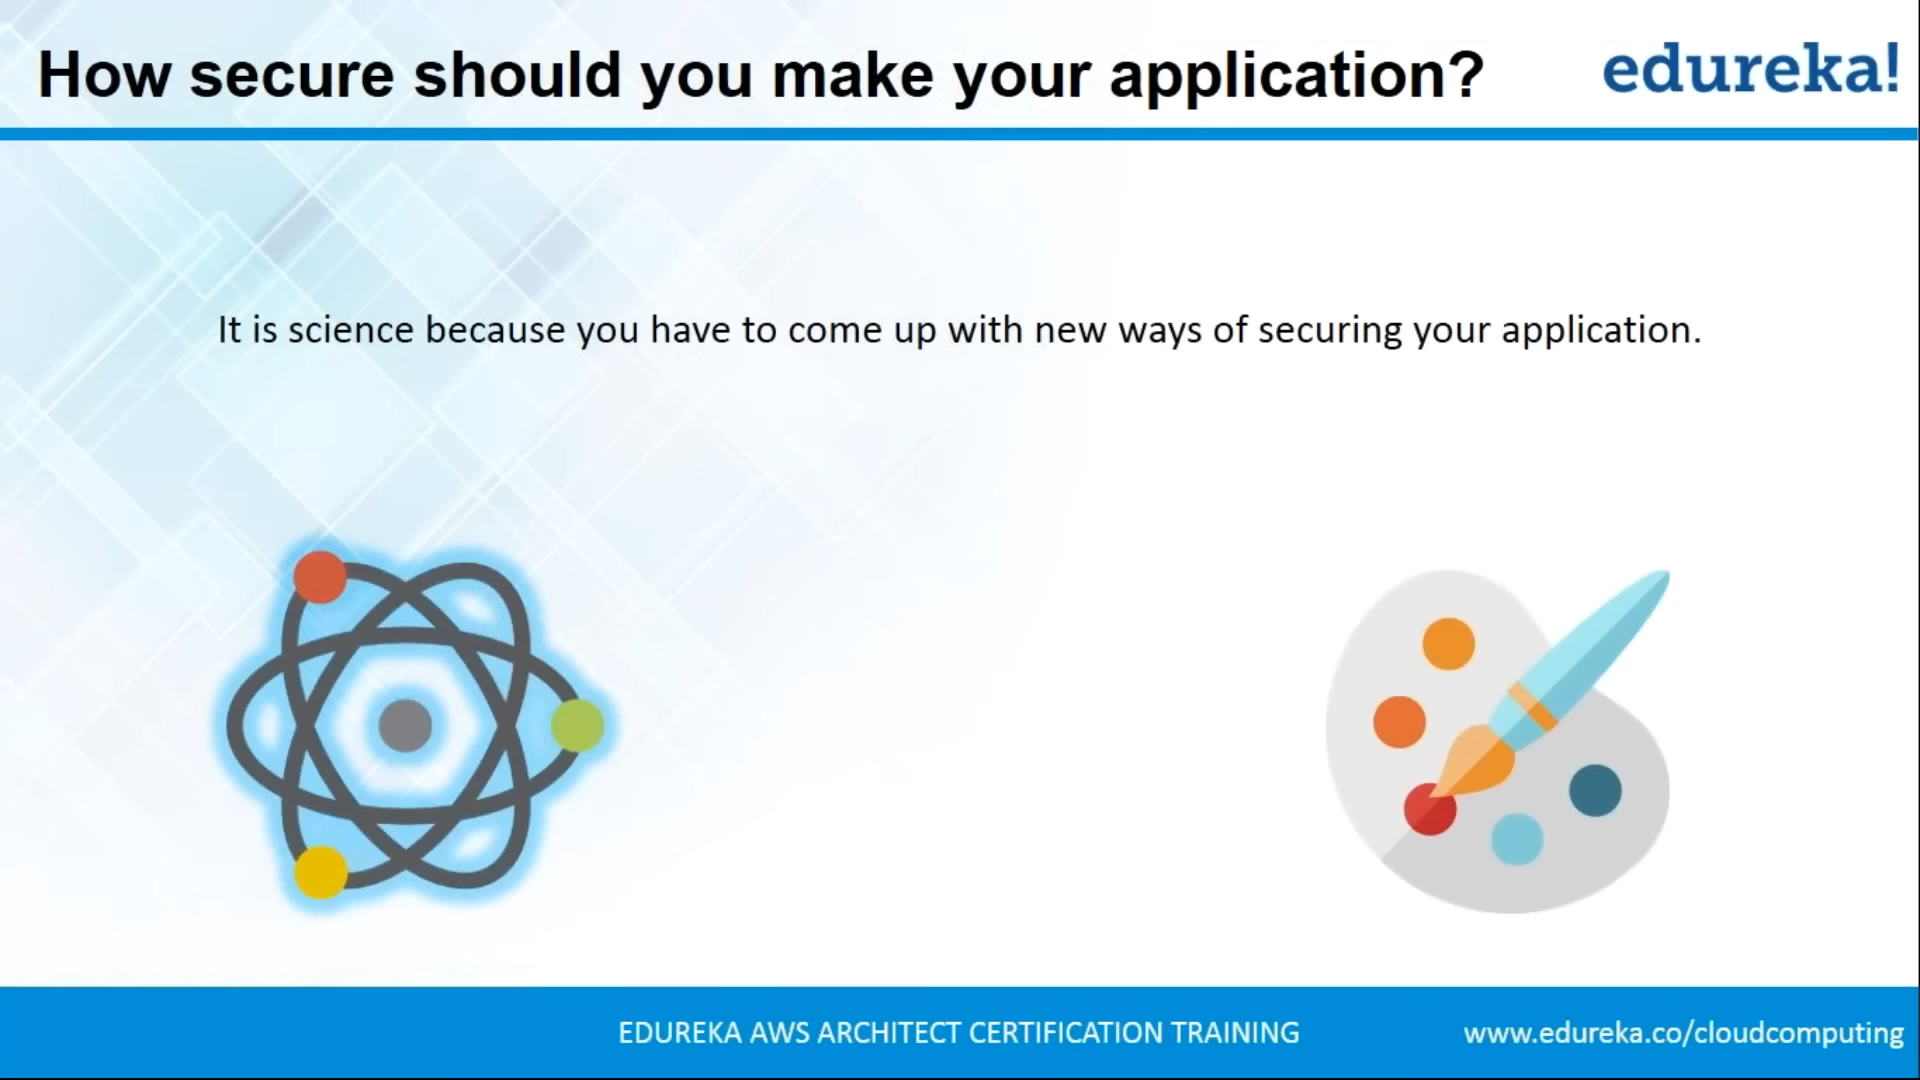 How secure should you make your application?
edureka!
It is science because you have to come up with new ways of securing your application.
EDUREKA AWS ARCHITECT CERTIFICATION TRAINING
www.edureka.co/cloudcomputing